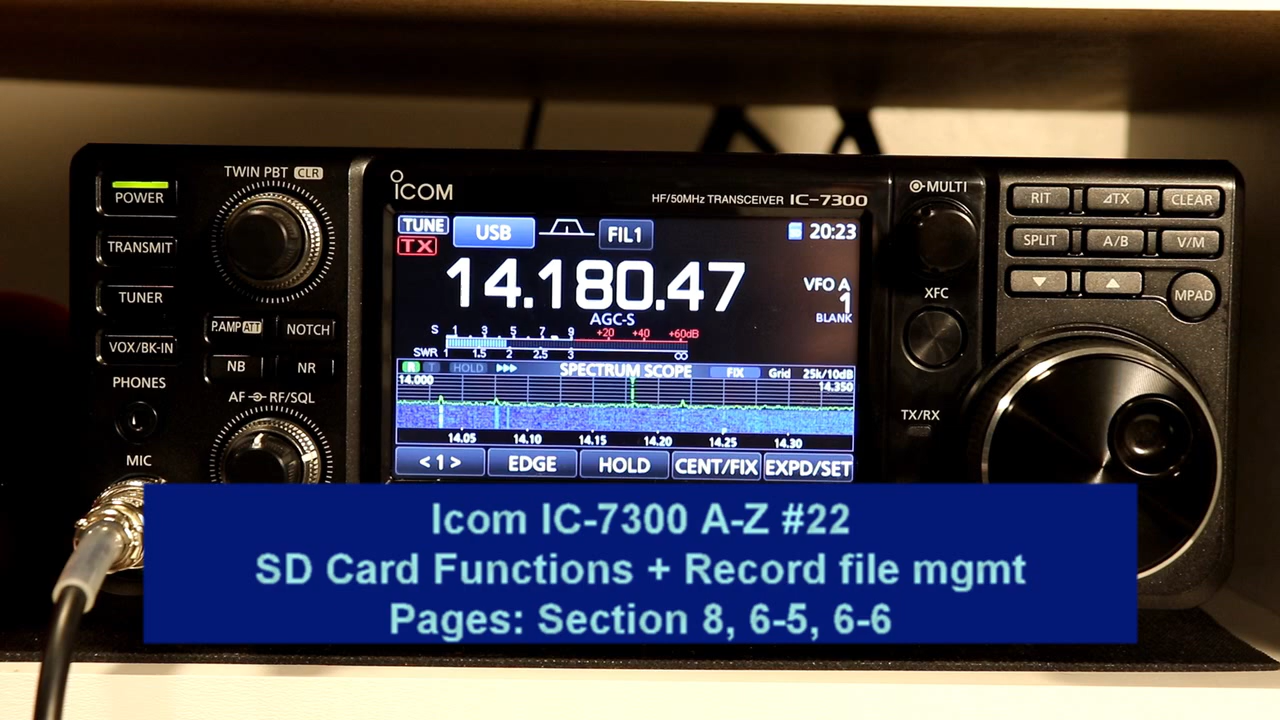 TWIN PBT CLR
POWER
TRANSMIT
TUNER
VOX/BK-IN
PHONES
MIC
P.AMP ATT
NOTCH
NB
NR
AF RF/SQL
ICOM
HF/50MHz TRANSCEIVER IC-7300
TUNE
TX
USB
FIL1
20:23
14.180.47
VFO A
1
BLANK
AGC-S
S 1 3 5 7 9 +20 +40 +60dB
SWR 1 1.5 2 2.5 3 ∞
R T HOLD SPECTRUM SCOPE FIX Grid 25k/10dB
14.000 14.350
14.05 14.10 14.15 14.20 14.25 14.30
< 1 > EDGE HOLD CENT/FIX EXPD/SET
MULTI
XFC
TX/RX
RIT ⊿TX CLEAR
SPLIT A/B V/M
MPAD
Icom IC-7300 A-Z #22
SD Card Functions + Record file mgmt
Pages: Section 8, 6-5, 6-6